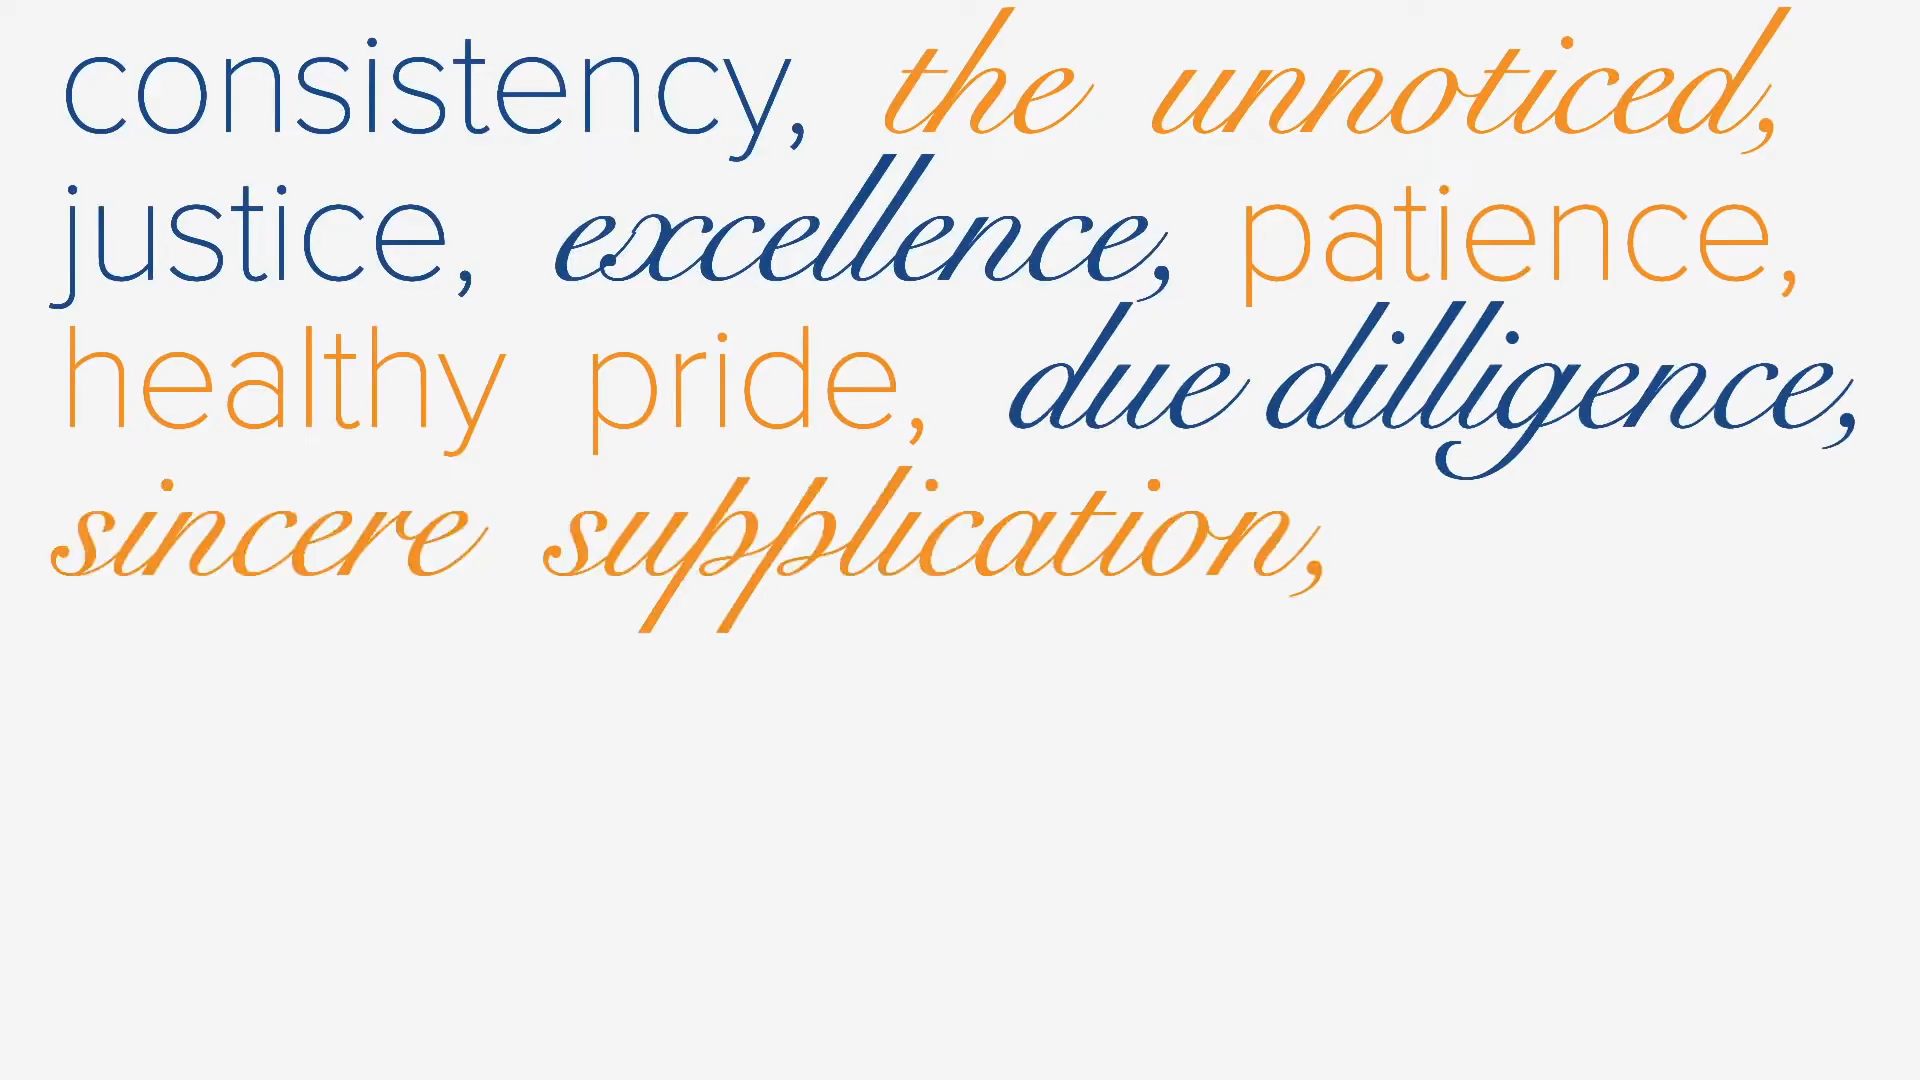 consistency, the unnoticed,
justice, excellence, patience,
healthy pride, due dilligence,
sincere supplication,